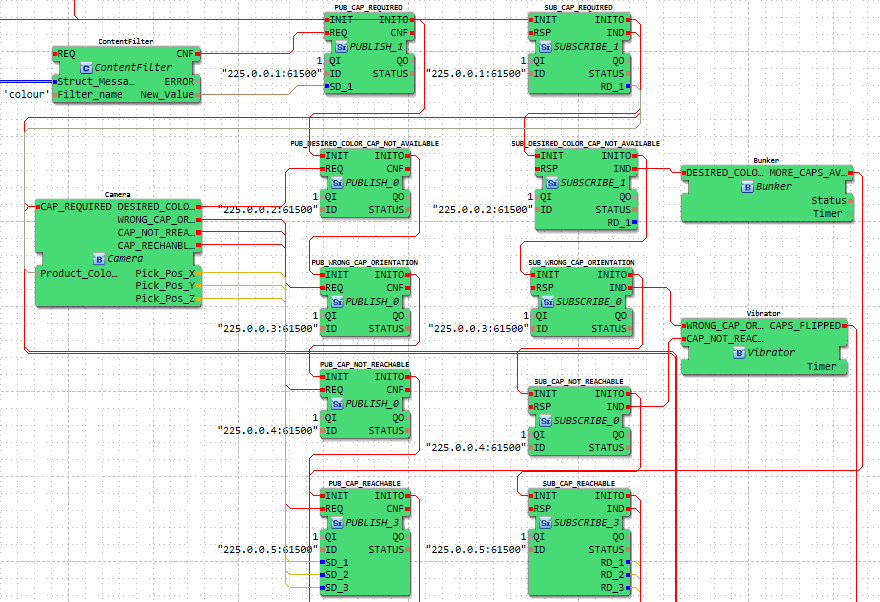 PUB_CAP_REQUIRED
INIT INITO
REQ CNF
PUBLISH_1
QI QO
1
ID STATUS
"225.0.0.1:61500"
SD_1
SUB_CAP_REQUIRED
INIT INITO
RSP IND
SUBSCRIBE_1
QI QO
1
ID STATUS
"225.0.0.1:61500"
RD_1
ContentFilter
REQ CNF
ContentFilter
Struct_Messa… ERROR
Filter_name New_Value
'colour'
PUB_DESIRED_COLOR_CAP_NOT_AVAILABLE
INIT INITO
REQ CNF
PUBLISH_0
QI QO
1
ID STATUS
"225.0.0.2:61500"
SUB_DESIRED_COLOR_CAP_NOT_AVAILABLE
INIT INITO
RSP IND
SUBSCRIBE_1
QI QO
1
ID STATUS
"225.0.0.2:61500"
RD_1
Bunker
DESIRED_COLO… MORE_CAPS_AV…
Bunker
Status
Timer
Camera
CAP_REQUIRED DESIRED_COLO…
WRONG_CAP_OR…
CAP_NOT_RREA…
CAP_RECHANBL…
Camera
Product_Colo… Pick_Pos_X
Pick_Pos_Y
Pick_Pos_Z
PUB_WRONG_CAP_ORIENTATION
INIT INITO
REQ CNF
PUBLISH_0
QI QO
1
ID STATUS
"225.0.0.3:61500"
SUB_WRONG_CAP_ORIENTATION
INIT INITO
RSP IND
SUBSCRIBE_0
QI QO
1
ID STATUS
"225.0.0.3:61500"
Vibrator
WRONG_CAP_OR… CAPS_FLIPPED
CAP_NOT_REAC…
Vibrator
Timer
PUB_CAP_NOT_REACHABLE
INIT INITO
REQ CNF
PUBLISH_0
QI QO
1
ID STATUS
"225.0.0.4:61500"
SUB_CAP_NOT_REACHABLE
INIT INITO
RSP IND
SUBSCRIBE_0
QI QO
1
ID STATUS
"225.0.0.4:61500"
PUB_CAP_REACHABLE
INIT INITO
REQ CNF
PUBLISH_3
QI QO
1
ID STATUS
"225.0.0.5:61500"
SD_1
SD_2
SD_3
SUB_CAP_REACHABLE
INIT INITO
RSP IND
SUBSCRIBE_3
QI QO
1
ID STATUS
"225.0.0.5:61500"
RD_1
RD_2
RD_3